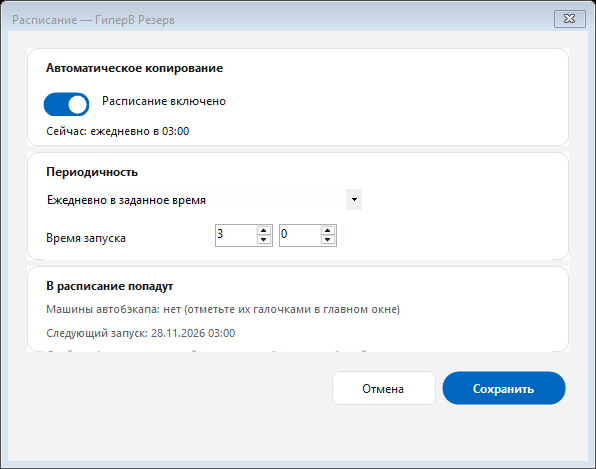 Расписание — ГиперВ Резерв
Автоматическое копирование
Расписание включено
Сейчас: ежедневно в 03:00
Периодичность
Ежедневно в заданное время
Время запуска 3 0
В расписание попадут
Машины автобэкапа: нет (отметьте их галочками в главном окне)
Следующий запуск: 28.11.2026 03:00
Отмена Сохранить